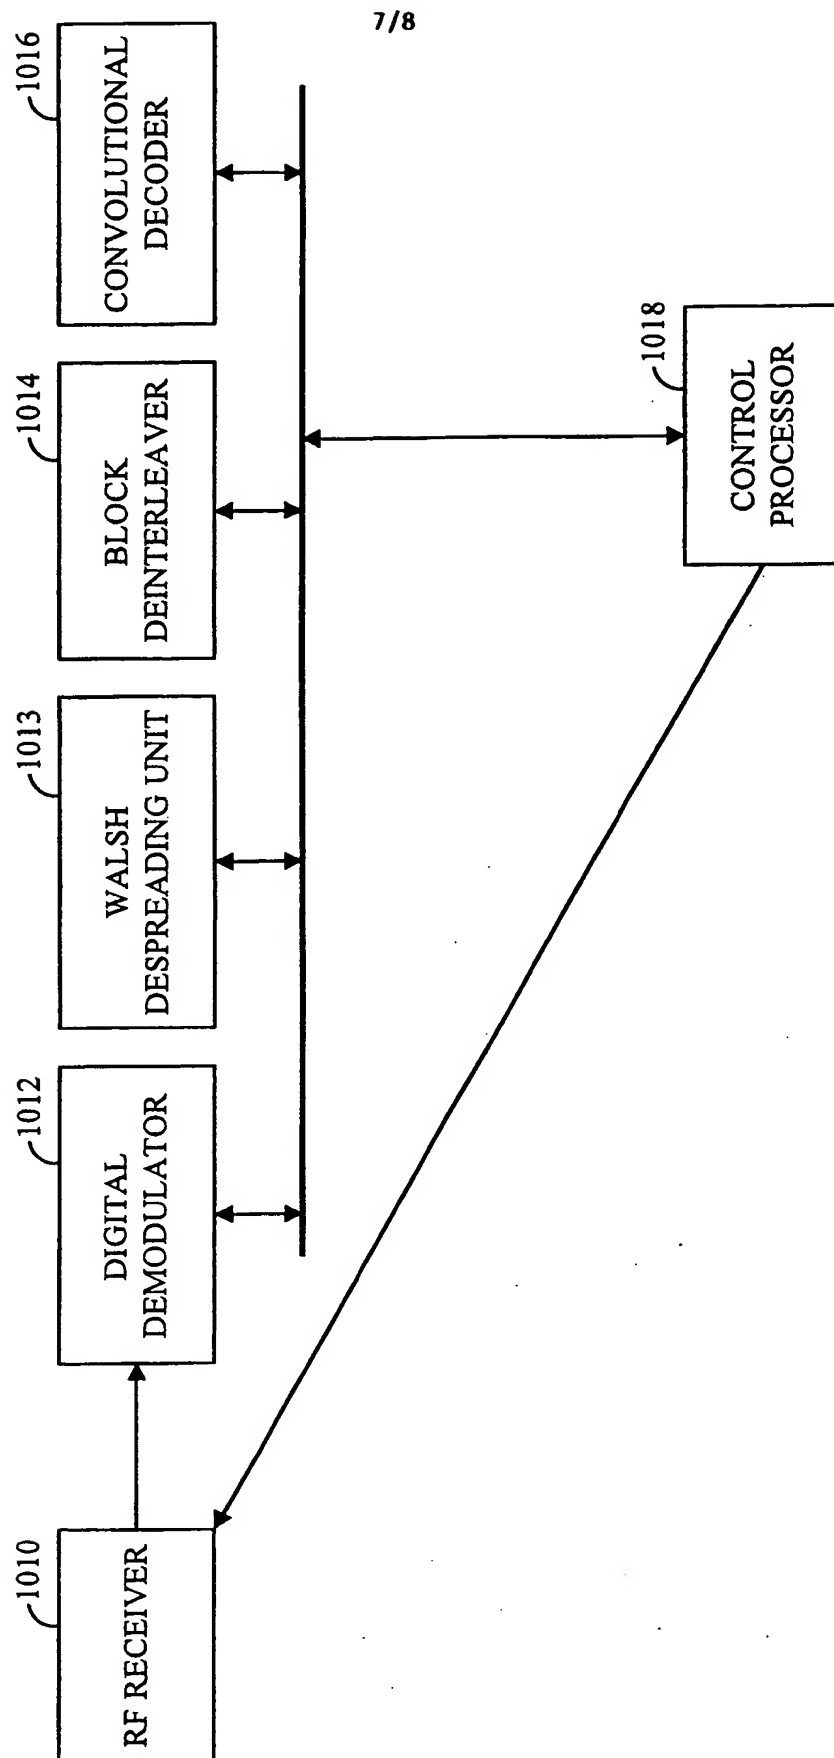 7/8
1010
RF RECEIVER
1012
DIGITAL
DEMODULATOR
1013
WALSH
DESPREADING UNIT
1014
BLOCK
DEINTERLEAVER
1016
CONVOLUTIONAL
DECODER
1018
CONTROL
PROCESSOR